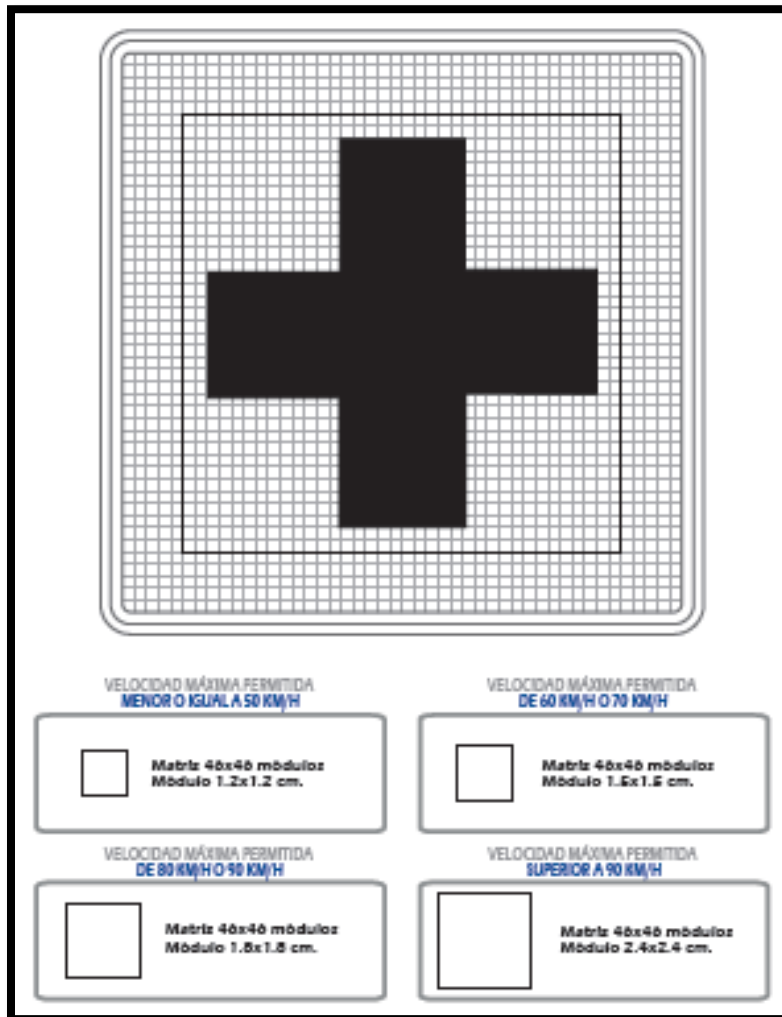 VELOCIDAD MÁXIMA PERMITIDA
MENOR O IGUAL A 50 KM/H
Matriz 46x46 módulos
Módulo 1.2x1.2 cm.
VELOCIDAD MÁXIMA PERMITIDA
DE 60 KM/H O 70 KM/H
Matriz 46x46 módulos
Módulo 1.5x1.5 cm.
VELOCIDAD MÁXIMA PERMITIDA
DE 80 KM/H O 90 KM/H
Matriz 46x46 módulos
Módulo 1.8x1.8 cm.
VELOCIDAD MÁXIMA PERMITIDA
SUPERIOR A 90 KM/H
Matriz 46x46 módulos
Módulo 2.4x2.4 cm.